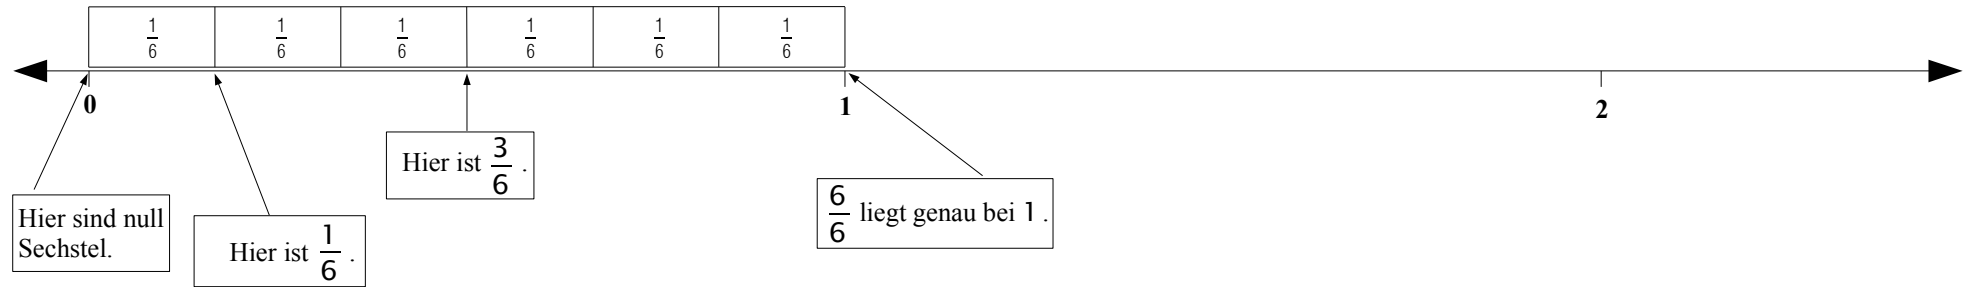 1/6 1/6 1/6 1/6 1/6 1/6
0 1 2
Hier ist 3/6 .
6/6 liegt genau bei 1 .
Hier sind null
Sechstel.
Hier ist 1/6 .